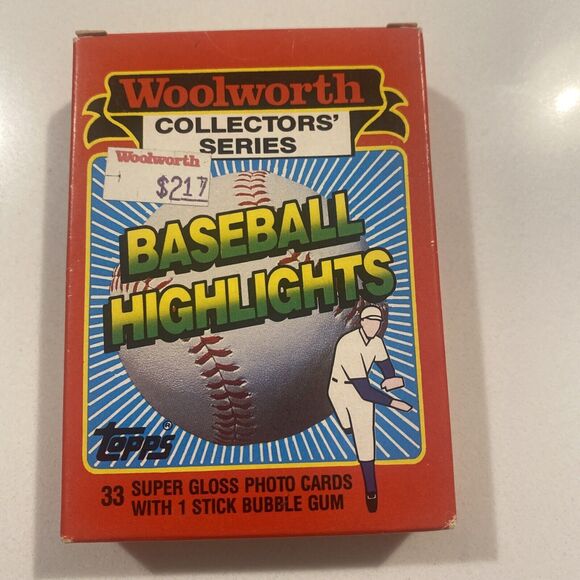 Woolworth
COLLECTORS'
SERIES
Woolworth
$2.17
BASEBALL
HIGHLIGHTS
Topps®
33 SUPER GLOSS PHOTO CARDS
WITH 1 STICK BUBBLE GUM